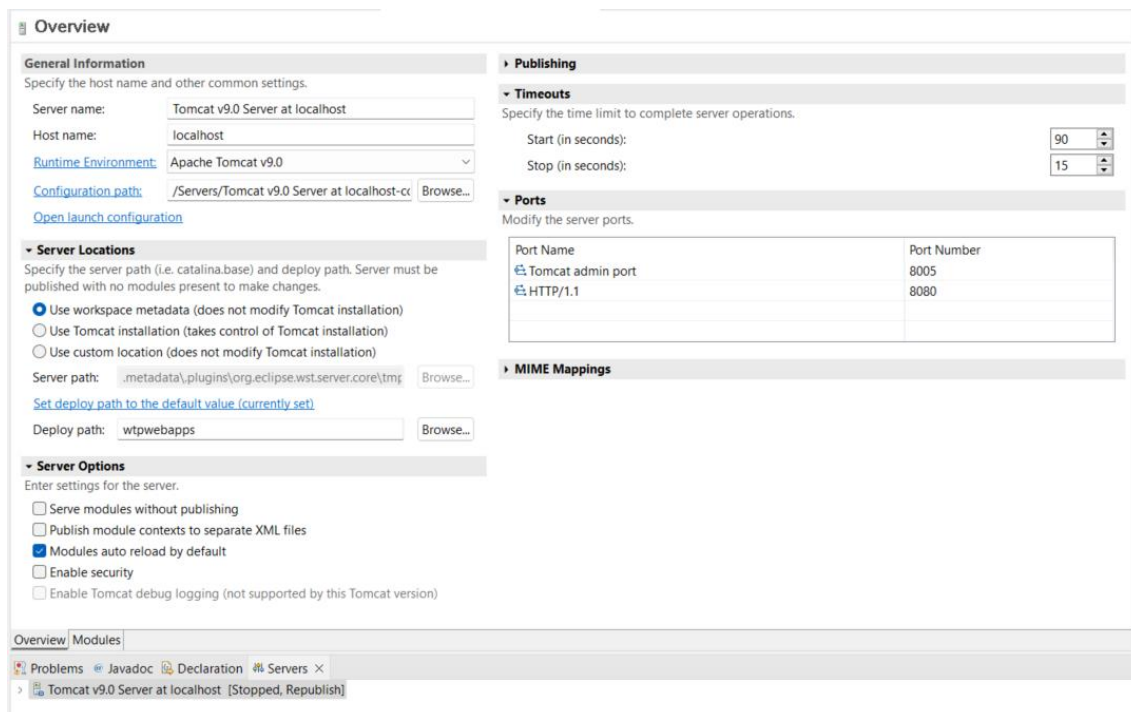 Overview
General Information
Specify the host name and other common settings.
Server name: Tomcat v9.0 Server at localhost
Host name: localhost
Runtime Environment: Apache Tomcat v9.0
Configuration path: /Servers/Tomcat v9.0 Server at localhost-co Browse...
Open launch configuration
Server Locations
Specify the server path (i.e. catalina.base) and deploy path. Server must be
published with no modules present to make changes.
Use workspace metadata (does not modify Tomcat installation)
Use Tomcat installation (takes control of Tomcat installation)
Use custom location (does not modify Tomcat installation)
Server path: .metadata\.plugins\org.eclipse.wst.server.core\tmp Browse...
Set deploy path to the default value (currently set)
Deploy path: wtpwebapps Browse...
Server Options
Enter settings for the server.
Serve modules without publishing
Publish module contexts to separate XML files
Modules auto reload by default
Enable security
Enable Tomcat debug logging (not supported by this Tomcat version)
Publishing
Timeouts
Specify the time limit to complete server operations.
Start (in seconds): 90
Stop (in seconds): 15
Ports
Modify the server ports.
Port Name Port Number
Tomcat admin port 8005
HTTP/1.1 8080
MIME Mappings
Overview Modules
Problems Javadoc Declaration Servers
Tomcat v9.0 Server at localhost [Stopped, Republish]